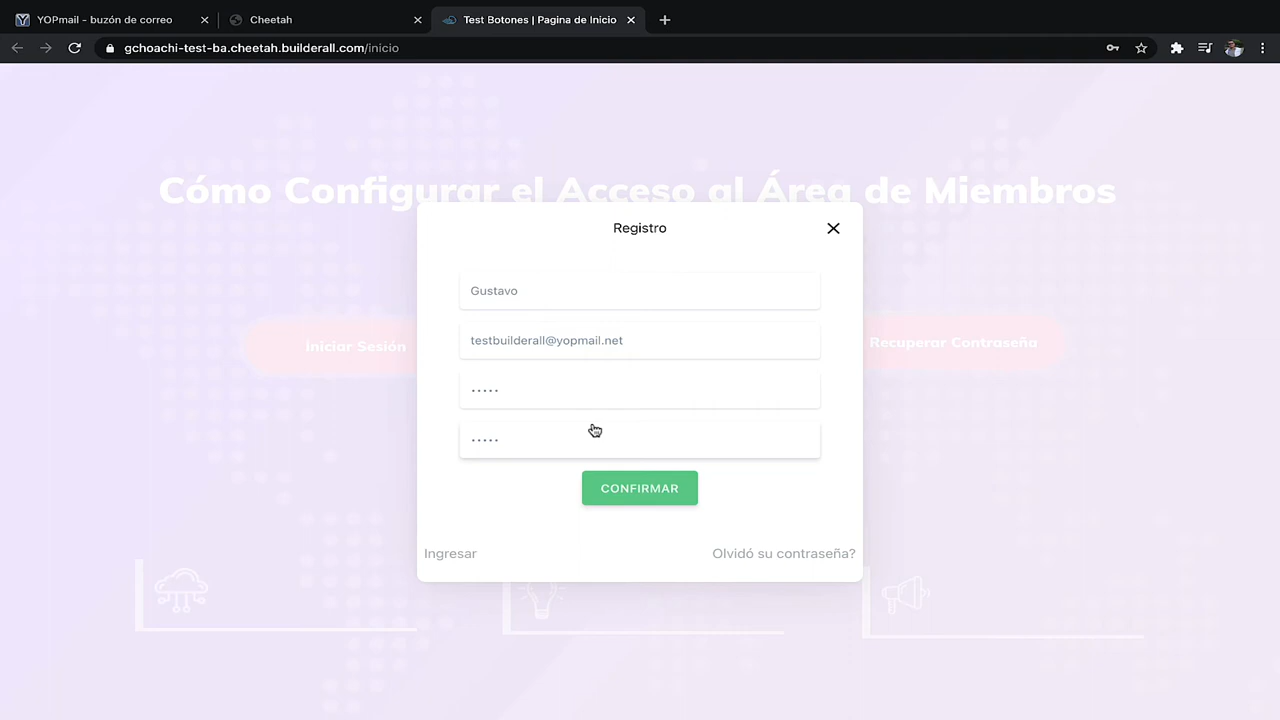 YOPmail - buzón de correo
Cheetah
Test Botones | Pagina de Inicio
gchoachi-test-ba.cheetah.builderall.com/inicio
Cómo Configurar el Acceso al Área de Miembros
Registro
Gustavo
testbuilderall@yopmail.net
Iniciar Sesión
Recuperar Contraseña
CONFIRMAR
Ingresar
Olvidó su contraseña?